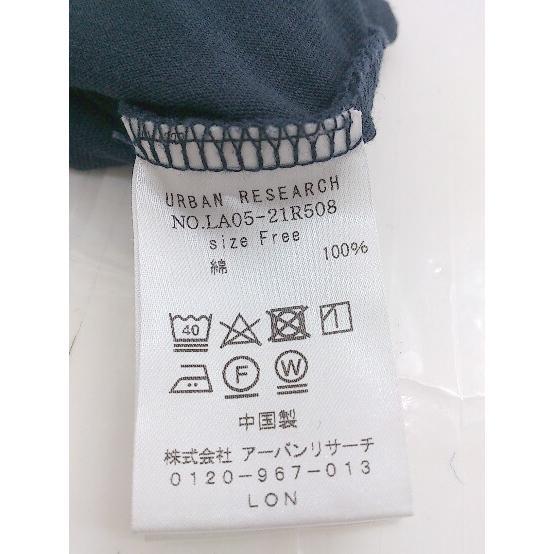 URBAN RESEARCH
NO.LA05-21R508
size Free
綿 100%
40
F W
中国製
株式会社 アーバンリサーチ
0120-967-013
LON